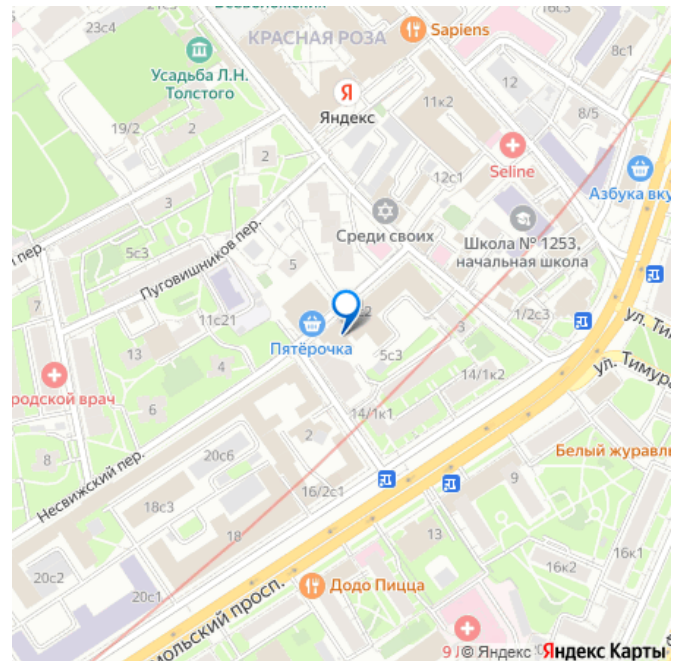 23с4
КРАСНАЯ РОЗА
Sapiens
16с3
8с1
Усадьба Л.Н.
Толстого
Я
Яндекс
11к2
12
8/5
19/2
2
2
Seline
12с1
Азбука вку
3
Среди своих
Школа № 1253,
начальная школа
5с3
Пуговишников пер.
5
пер.
7
11с21
2
1/2с3
ул. Ти
Пятёрочка
3
13
4
5с3
ул. Тимура
14/1к2
родской врач
6
14/1к1
Белый журавл
8
20с6
2
Несвижский пер.
16/2с1
9
18с3
18
13
16к1
16к2
20с2
20с1
мольский просп.
Додо Пицца
9
© Яндекс Яндекс Карты